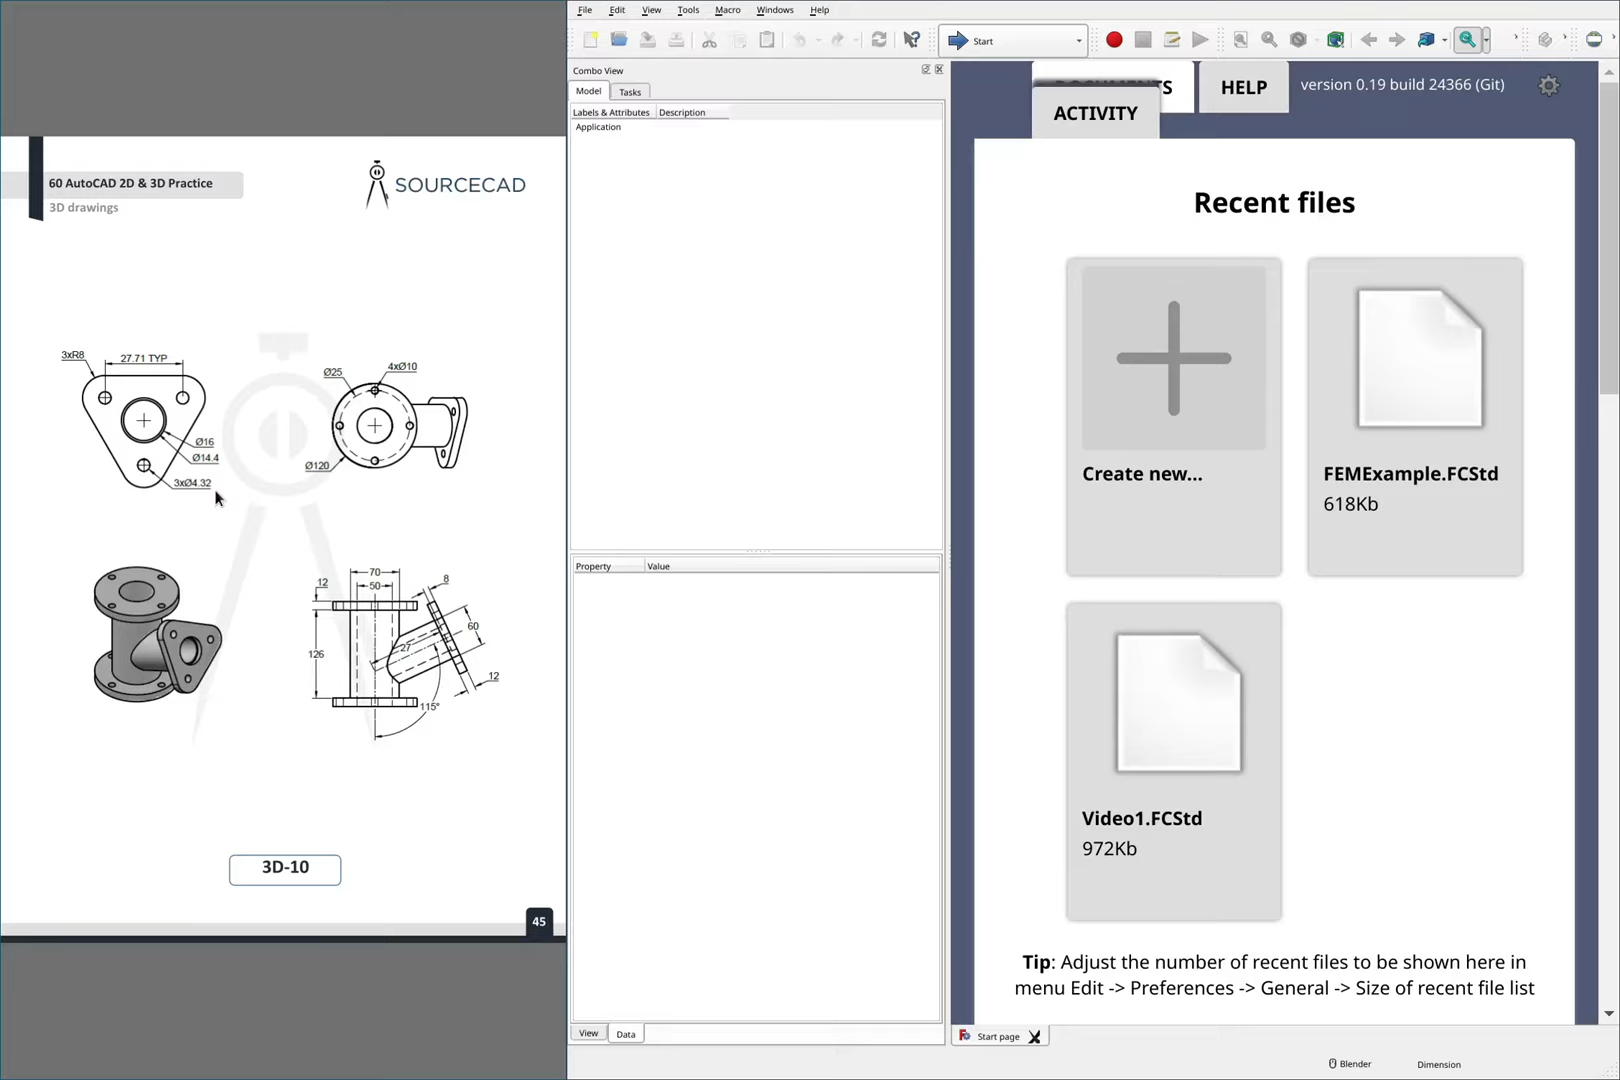 File Edit View Tools Macro Windows Help
Start
Combo View
Model Tasks
Labels & Attributes Description
Application
Property Value
View Data
ACTIVITY
HELP
version 0.19 build 24366 (Git)
Recent files
Create new...
FEMExample.FCStd
618Kb
Video1.FCStd
972Kb
Tip: Adjust the number of recent files to be shown here in
menu Edit -> Preferences -> General -> Size of recent file list
Start page
Blender Dimension
60 AutoCAD 2D & 3D Practice
3D drawings
SOURCECAD
3xR8
27.71 TYP
Ø16
Ø14.4
3xØ4.32
Ø25
4xØ10
Ø120
70
50
12
126
8
60
27
12
115°
3D-10
45